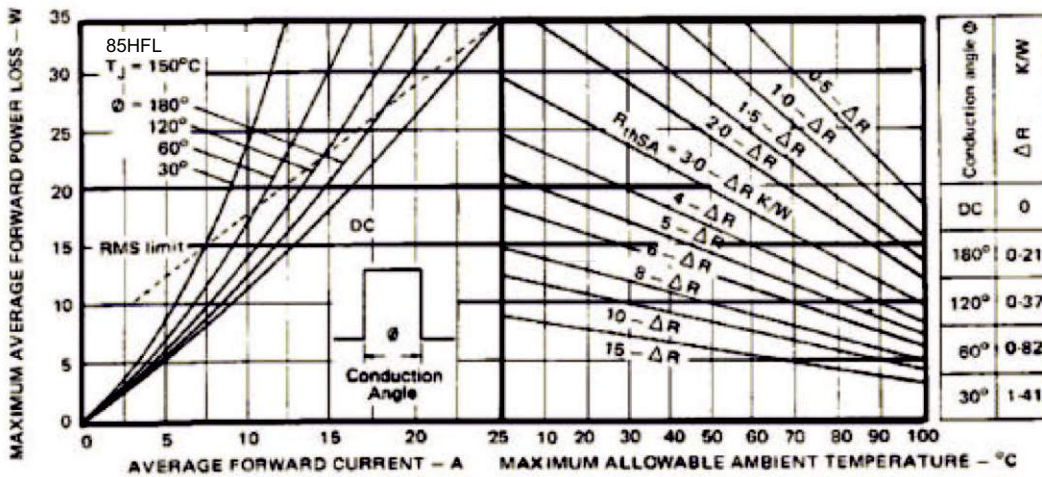 MAXIMUM AVERAGE FORWARD POWER LOSS – W
35
30
25
20
15
10
5
0
85HFL
TJ = 150°C
Ø = 180°
120°
60°
30°
RMS limit
DC
Ø
Conduction
Angle
0 5 10 15 20 25
AVERAGE FORWARD CURRENT – A
0·5 – ΔR
1·0 – ΔR
1·5 – ΔR
2·0 – ΔR
RthSA = 3·0 – ΔR K/W
4 – ΔR
5 – ΔR
6 – ΔR
8 – ΔR
10 – ΔR
15 – ΔR
10 20 30 40 50 60 70 80 90 100
MAXIMUM ALLOWABLE AMBIENT TEMPERATURE – °C
Conduction angle Ø ΔR K/W
DC 0
180° 0·21
120° 0·37
60° 0·82
30° 1·41